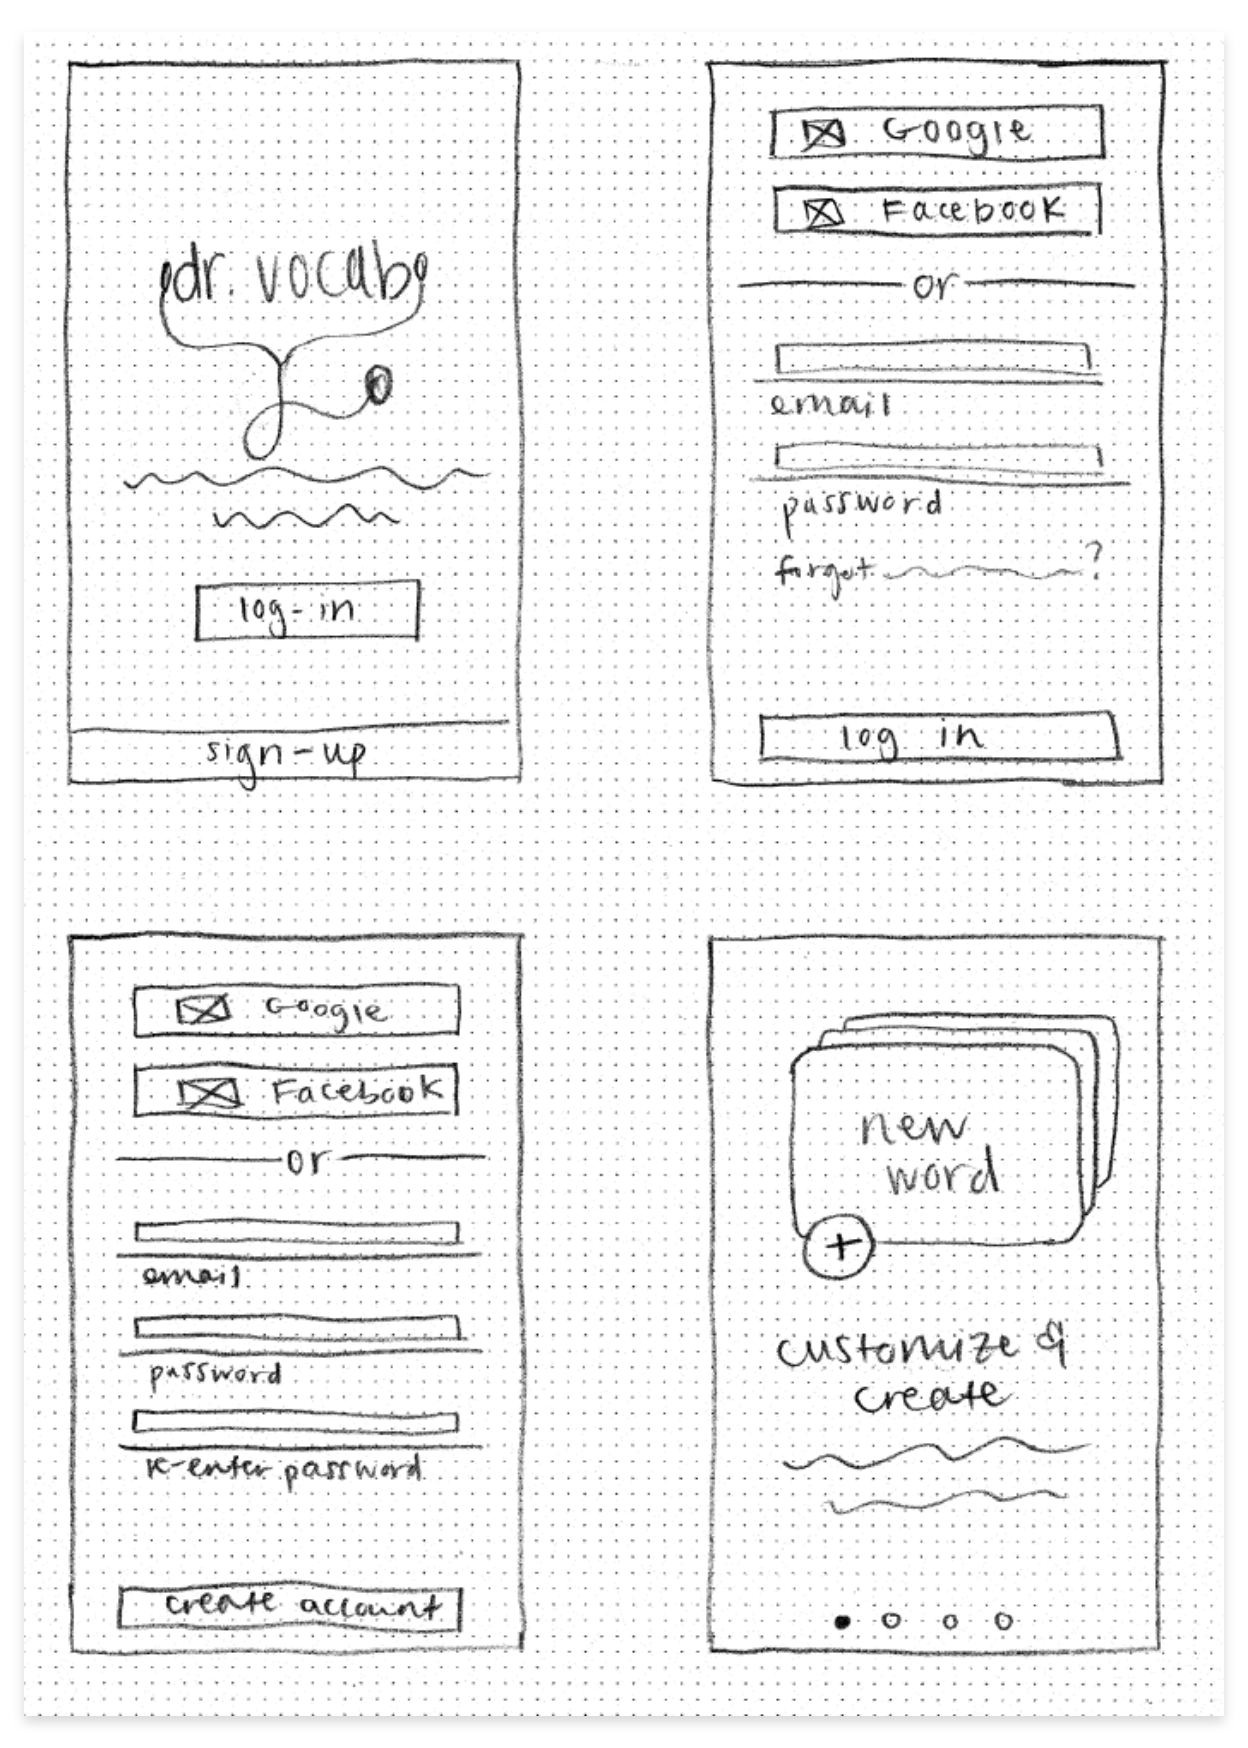 dr. vocab
log-in
sign-up
Google
Facebook
or
email
password
forgot ?
log in
Google
Facebook
or
email
password
re-enter password
create account
new
word
+
customize &
create